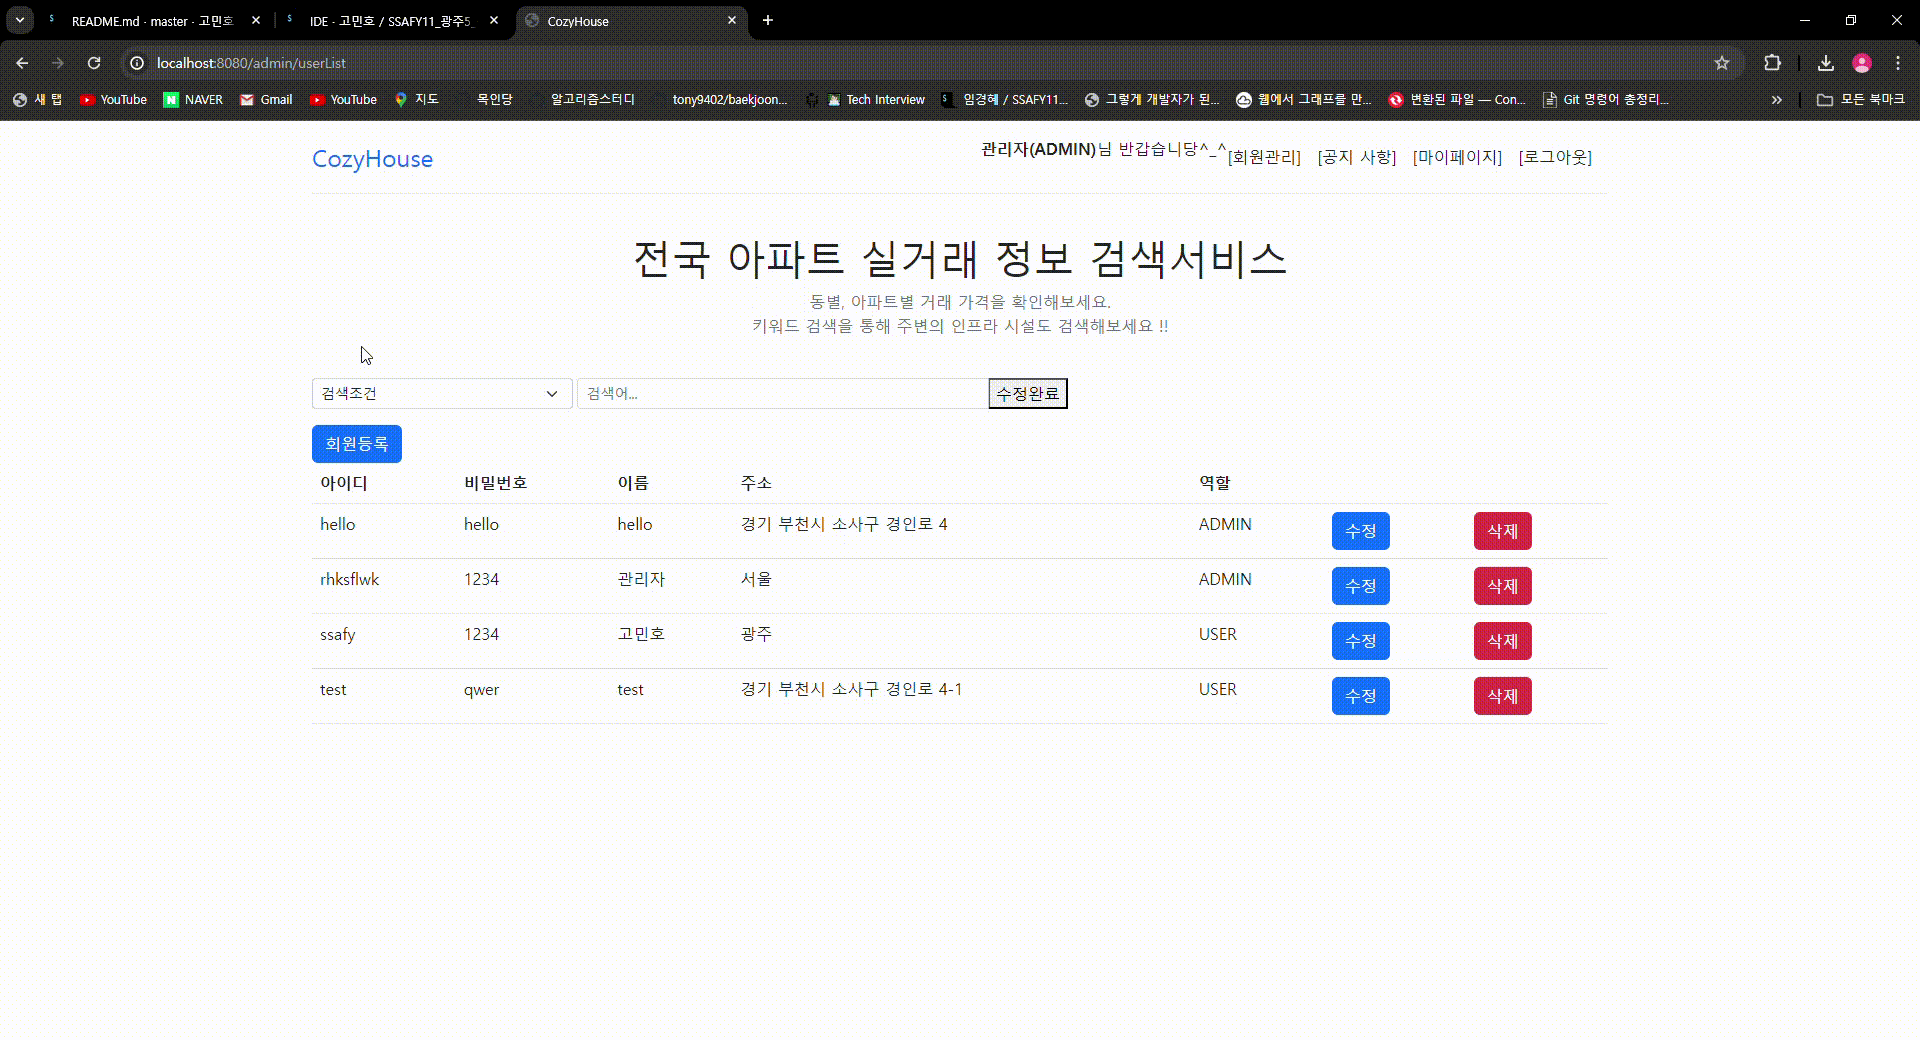 README.md · master · 고민호
IDE · 고민호 / SSAFY11_광주5_
CozyHouse
localhost:8080/admin/userList
새 탭 YouTube NAVER Gmail YouTube 지도 목인당 알고리즘스터디 tony9402/baekjoon... Tech Interview 임경혜 / SSAFY11... 그렇게 개발자가 된... 웹에서 그래프를 만... 변환된 파일 — Con... Git 명령어 총정리... 모든 북마크
CozyHouse
관리자(ADMIN)님 반갑습니당^_^[회원관리] [공지 사항] [마이페이지] [로그아웃]
전국 아파트 실거래 정보 검색서비스
동별, 아파트별 거래 가격을 확인해보세요.
키워드 검색을 통해 주변의 인프라 시설도 검색해보세요 !!
검색조건 검색어... 수정완료
회원등록
아이디 비밀번호 이름 주소 역할
hello hello hello 경기 부천시 소사구 경인로 4 ADMIN 수정 삭제
rhksflwk 1234 관리자 서울 ADMIN 수정 삭제
ssafy 1234 고민호 광주 USER 수정 삭제
test qwer test 경기 부천시 소사구 경인로 4-1 USER 수정 삭제